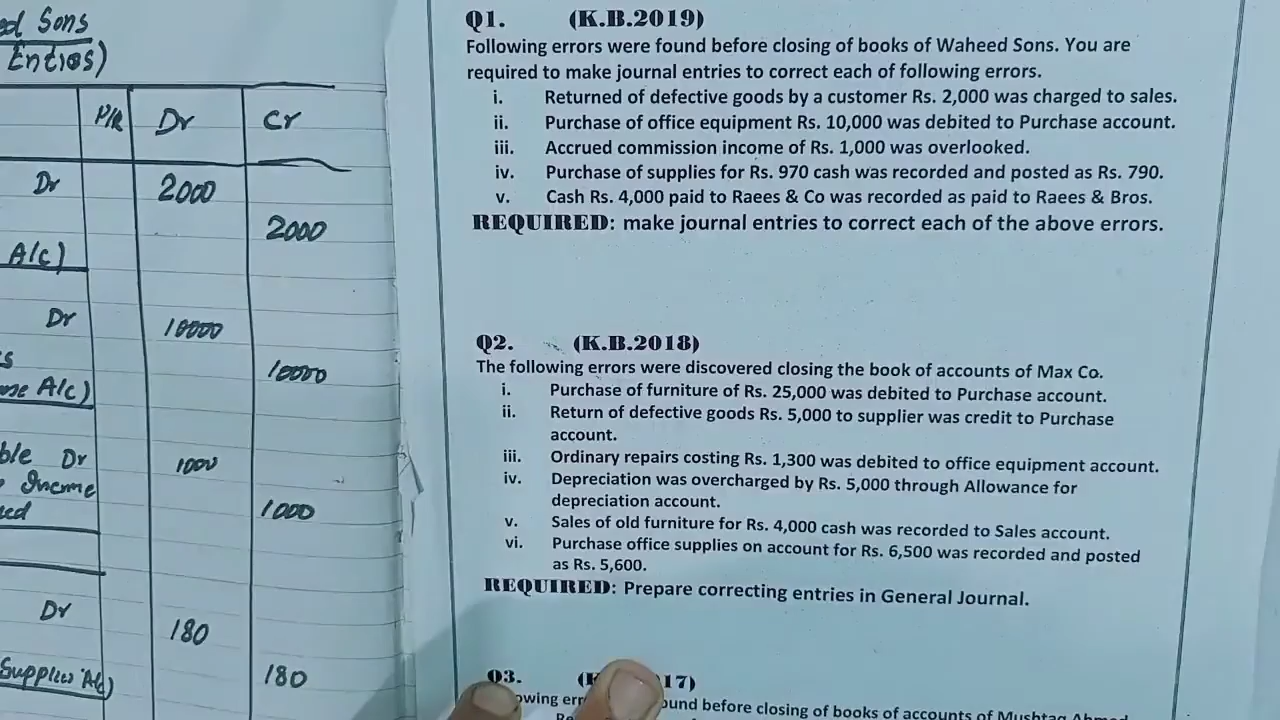 ed Sons
Entries)
P/R Dr Cr
Dr 2000
2000
A/c)
Dr 10000
10000
A/c)
Dr 1000
Income
1000
Dr
180
Supplies A/c) 180
Q1. (K.B.2019)
Following errors were found before closing of books of Waheed Sons. You are
required to make journal entries to correct each of following errors.
i. Returned of defective goods by a customer Rs. 2,000 was charged to sales.
ii. Purchase of office equipment Rs. 10,000 was debited to Purchase account.
iii. Accrued commission income of Rs. 1,000 was overlooked.
iv. Purchase of supplies for Rs. 970 cash was recorded and posted as Rs. 790.
v. Cash Rs. 4,000 paid to Raees & Co was recorded as paid to Raees & Bros.
REQUIRED: make journal entries to correct each of the above errors.
Q2. (K.B.2018)
The following errors were discovered closing the book of accounts of Max Co.
i. Purchase of furniture of Rs. 25,000 was debited to Purchase account.
ii. Return of defective goods Rs. 5,000 to supplier was credit to Purchase
account.
iii. Ordinary repairs costing Rs. 1,300 was debited to office equipment account.
iv. Depreciation was overcharged by Rs. 5,000 through Allowance for
depreciation account.
v. Sales of old furniture for Rs. 4,000 cash was recorded to Sales account.
vi. Purchase office supplies on account for Rs. 6,500 was recorded and posted
as Rs. 5,600.
REQUIRED: Prepare correcting entries in General Journal.
Q3. 17)
owing err ound before closing of books of accounts of Mushtaq Ahmed